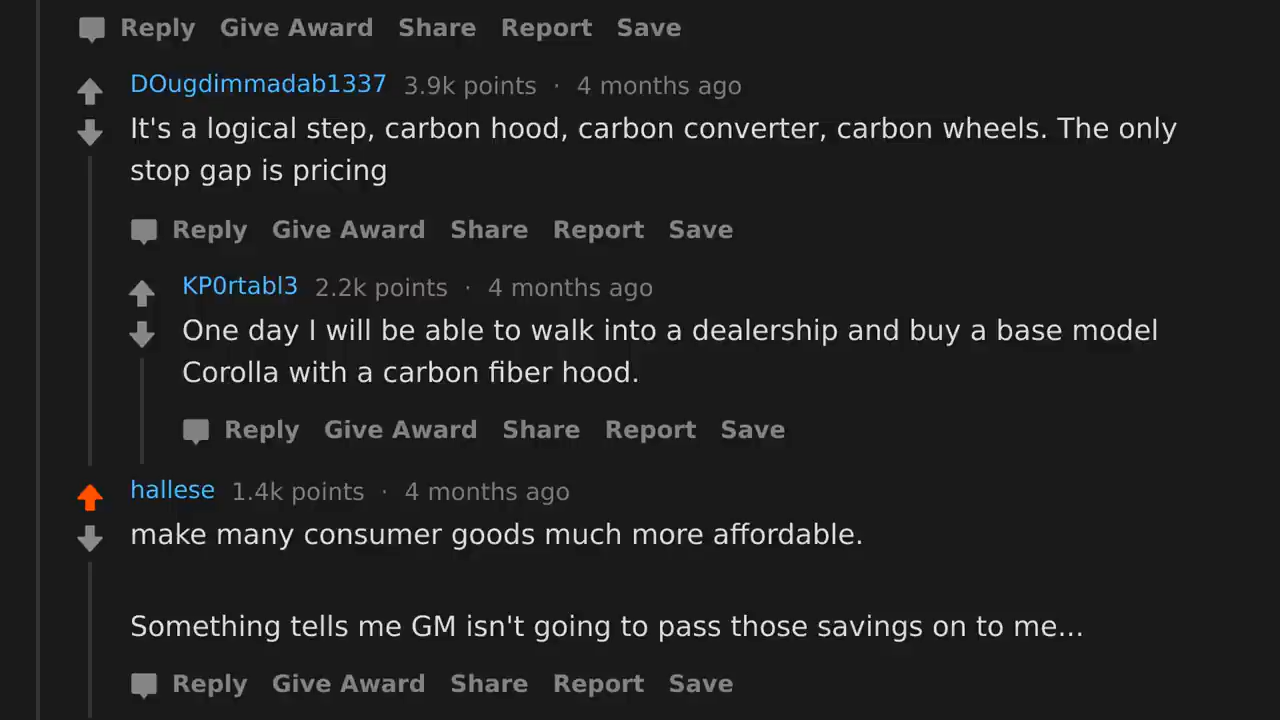 Reply Give Award Share Report Save
DOugdimmadab1337 3.9k points · 4 months ago
It's a logical step, carbon hood, carbon converter, carbon wheels. The only
stop gap is pricing
Reply Give Award Share Report Save
KP0rtabl3 2.2k points · 4 months ago
One day I will be able to walk into a dealership and buy a base model
Corolla with a carbon fiber hood.
Reply Give Award Share Report Save
hallese 1.4k points · 4 months ago
make many consumer goods much more affordable.
Something tells me GM isn't going to pass those savings on to me...
Reply Give Award Share Report Save